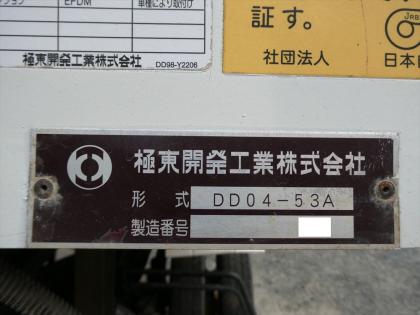 EPDM
車種により取付け
極東開発工業株式会社
DD98-Y2206
証す。
社団法人
JRB
日本
極東開発工業株式会社
形 式 DD04-53A
製造番号